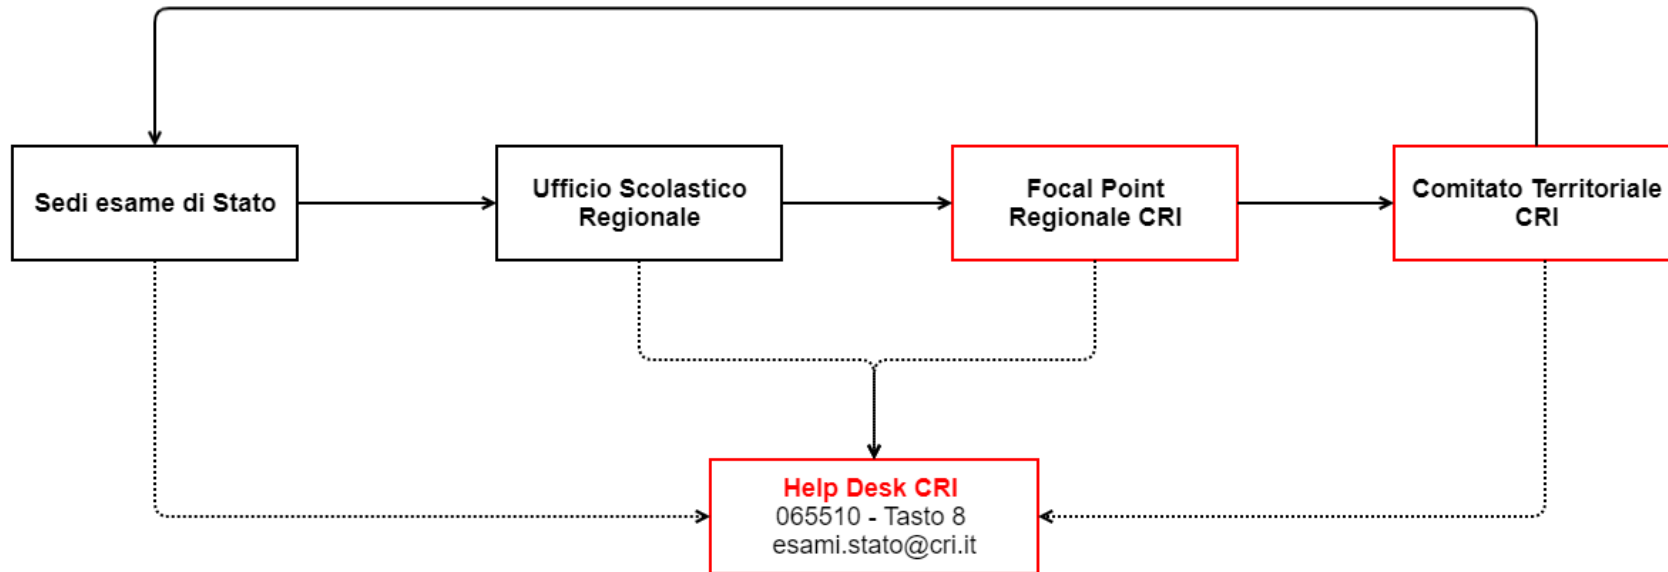 Sedi esame di Stato
Ufficio Scolastico
Regionale
Focal Point
Regionale CRI
Comitato Territoriale
CRI
Help Desk CRI
065510 - Tasto 8
esami.stato@cri.it